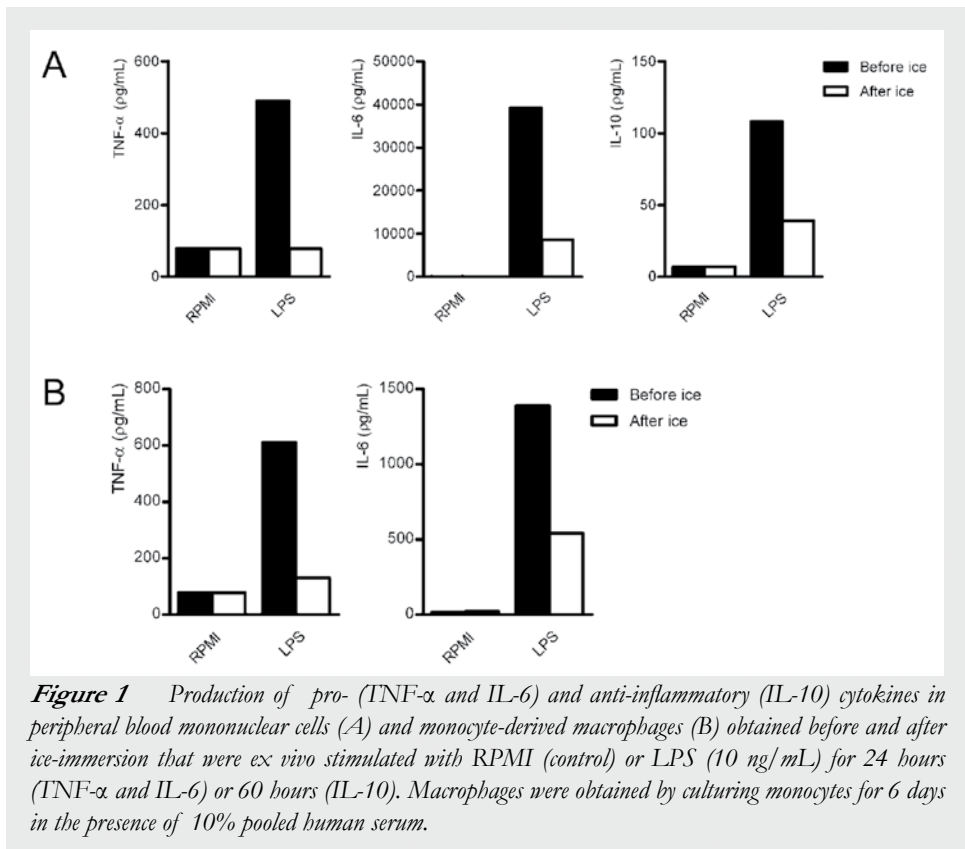 A
TNF-α (ρg/mL)
600
400
200
0
RPMI
LPS
IL-6 (ρg/mL)
50000
40000
30000
20000
10000
0
RPMI
LPS
IL-10 (ρg/mL)
150
100
50
0
RPMI
LPS
Before ice
After ice
B
TNF-α (ρg/mL)
800
600
400
200
0
RPMI
LPS
IL-6 (ρg/mL)
1500
1000
500
0
RPMI
LPS
Before ice
After ice
Figure 1 Production of pro- (TNF-α and IL-6) and anti-inflammatory (IL-10) cytokines in
peripheral blood mononuclear cells (A) and monocyte-derived macrophages (B) obtained before and after
ice-immersion that were ex vivo stimulated with RPMI (control) or LPS (10 ng/mL) for 24 hours
(TNF-α and IL-6) or 60 hours (IL-10). Macrophages were obtained by culturing monocytes for 6 days
in the presence of 10% pooled human serum.